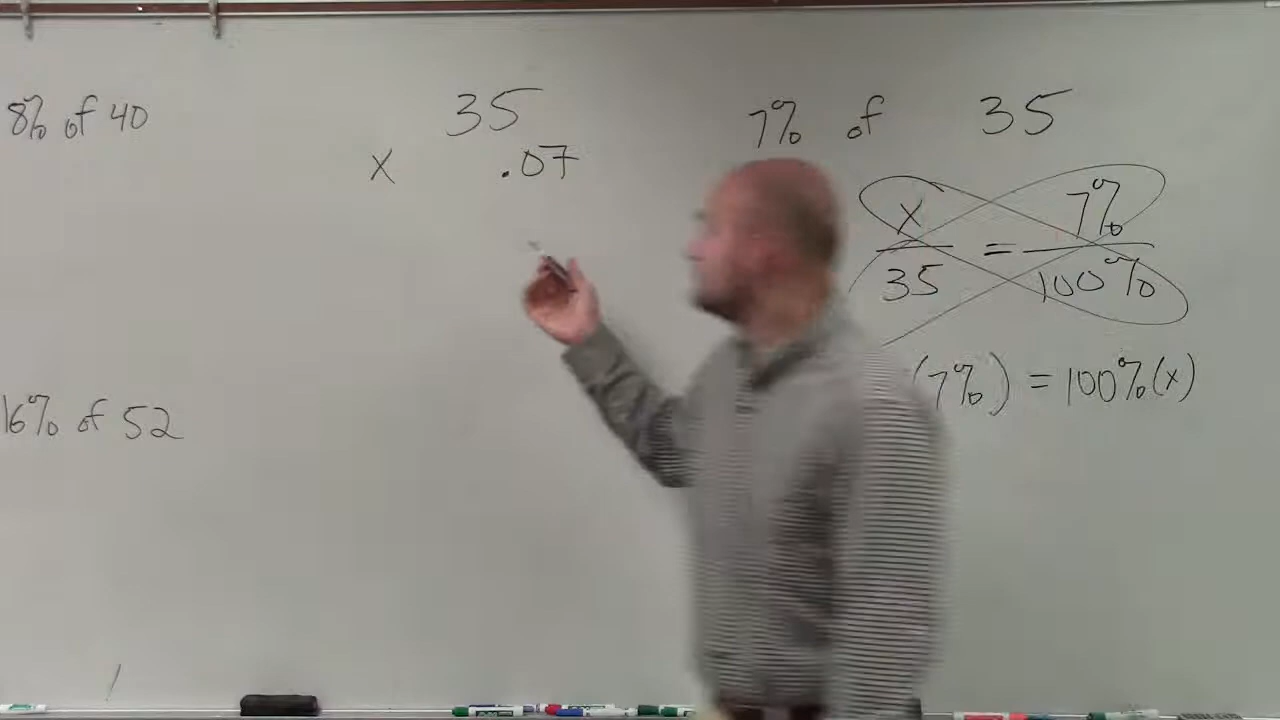 8% of 40
35
x .07
7% of 35
x/35 = 7%/100%
(7%) = 100%(x)
16% of 52